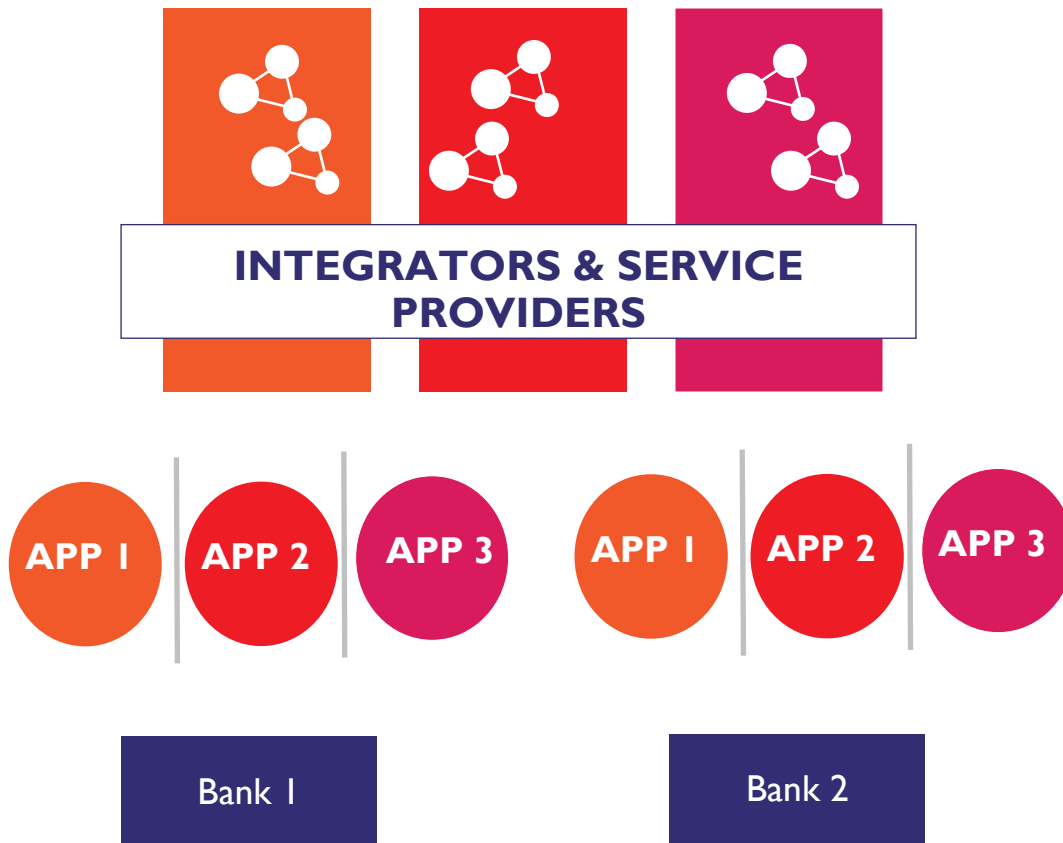 INTEGRATORS & SERVICE
PROVIDERS
APP 1
APP 2
APP 3
APP 1
APP 2
APP 3
Bank 1
Bank 2